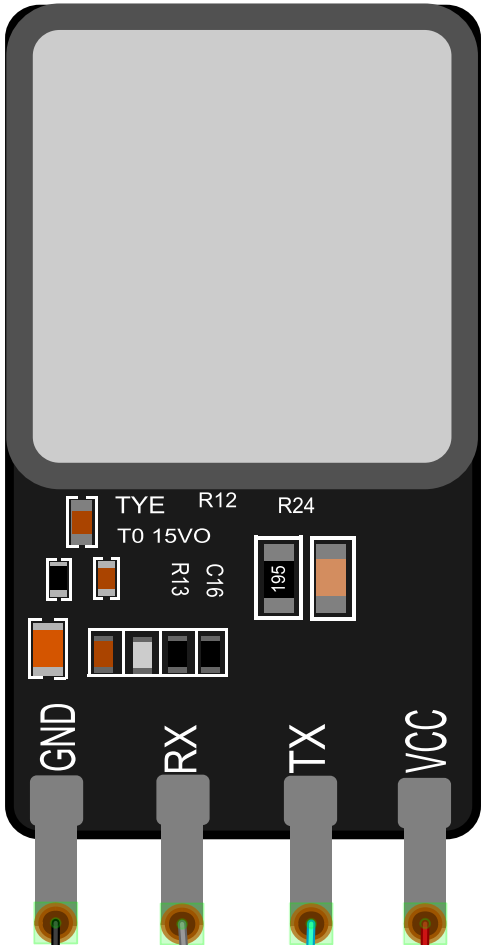 TYE
R12
R24
T0 15VO
R13
C16
195
GND
RX
TX
VCC